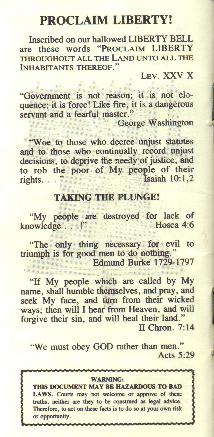 PROCLAIM LIBERTY!
Inscribed on our hallowed LIBERTY BELL
are these words "PROCLAIM LIBERTY
THROUGHOUT ALL THE LAND UNTO ALL THE
INHABITANTS THEREOF."
LEV. XXV X
"Government is not reason; it is not elo-
quence; it is force! Like fire, it is a dangerous
servant and a fearful master."
George Washington
"Woe to those who decree unjust statutes
and to those who continually record unjust
decisions, to deprive the needy of justice, and
to rob the poor of My people of their
rights. . . Isaiah 10:1,2
TAKING THE PLUNGE!
"My people are destroyed for lack of
knowledge . . ." Hosea 4:6
"The only thing necessary for evil to
triumph is for good men to do nothing."
Edmund Burke 1729-1797
"If My people which are called by My
name, shall humble themselves, and pray, and
seek My face, and turn from their wicked
ways; then will I hear from Heaven, and will
forgive their sin, and will heal their land."
II Chron. 7:14
"We must obey GOD rather than men."
Acts 5:29
WARNING:
THIS DOCUMENT MAY BE HAZARDOUS TO BAD
LAWS. Courts may not welcome or approve of these
truths, neither are they to be construed as legal advice.
Therefore, to act on these facts is to do so at your own risk
or opportunity.